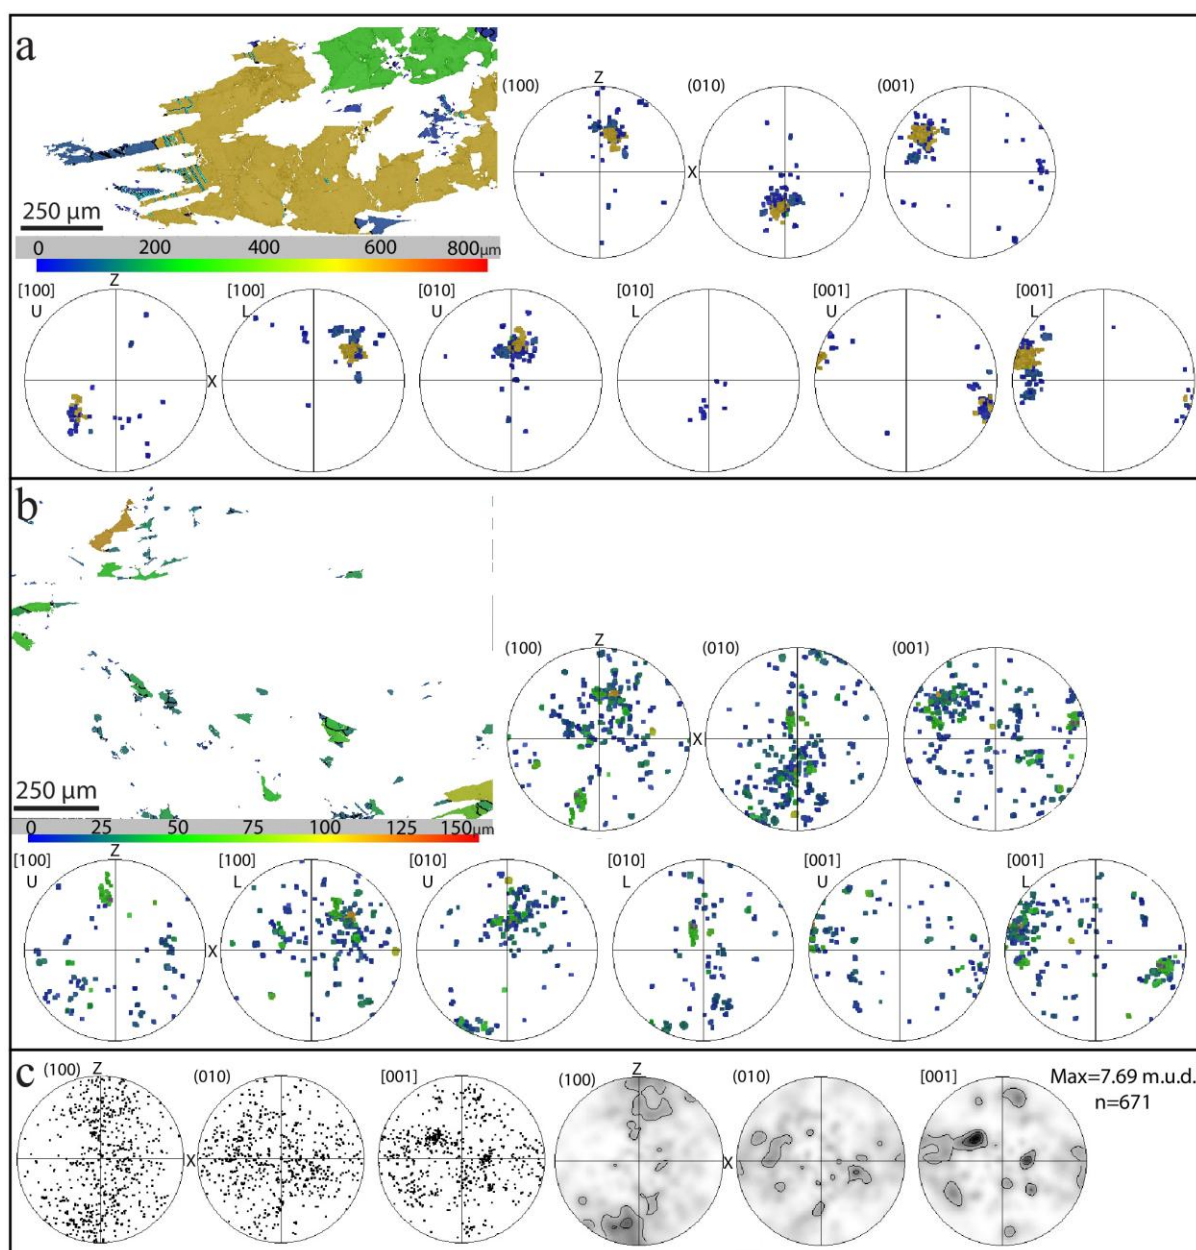 a
(100)
Z
(010)
(001)
X
250 µm
0 200 400 600 800µm
[100] Z [100] [010] [010] [001] [001]
U L U L U L
X
b
(100) Z (010) (001)
X
250 µm
0 25 50 75 100 125 150µm
[100] Z [100] [010] [010] [001] [001]
U L U L U L
X
c
(100) Z (010) [001] (100) Z (010) [001] Max=7.69 m.u.d.
n=671
X X